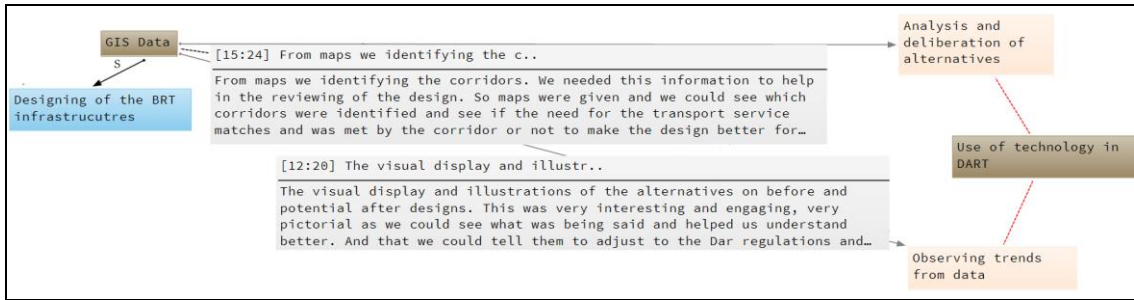 GIS Data
S
Designing of the BRT
infrastrucutres
[15:24] From maps we identifying the c..
From maps we identifying the corridors. We needed this information to help
in the reviewing of the design. So maps were given and we could see which
corridors were identified and see if the need for the transport service
matches and was met by the corridor or not to make the design better for…
[12:20] The visual display and illustr..
The visual display and illustrations of the alternatives on before and
potential after designs. This was very interesting and engaging, very
pictorial as we could see what was being said and helped us understand
better. And that we could tell them to adjust to the Dar regulations and…
Analysis and
deliberation of
alternatives
Use of technology in
DART
Observing trends
from data